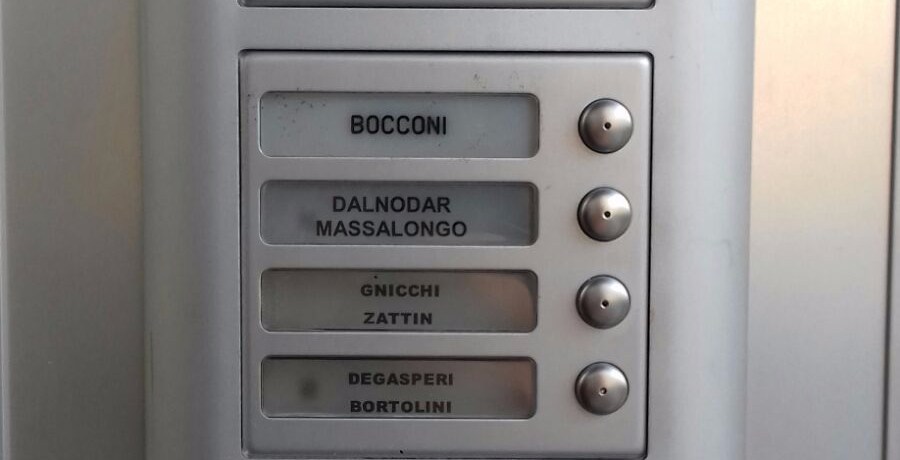 BOCCONI
DALNODAR
MASSALONGO
GNICCHI
ZATTIN
DEGASPERI
BORTOLINI